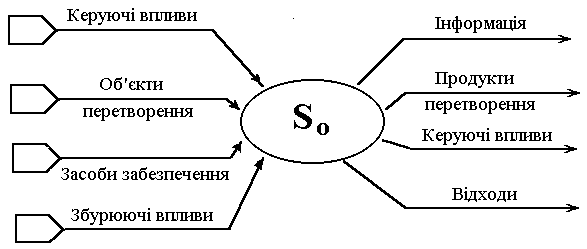 Керуючі впливи
Об'єкти
перетворення
Засоби забезпечення
Збурюючі впливи
So
Інформація
Продукти
перетворення
Керуючі впливи
Відходи